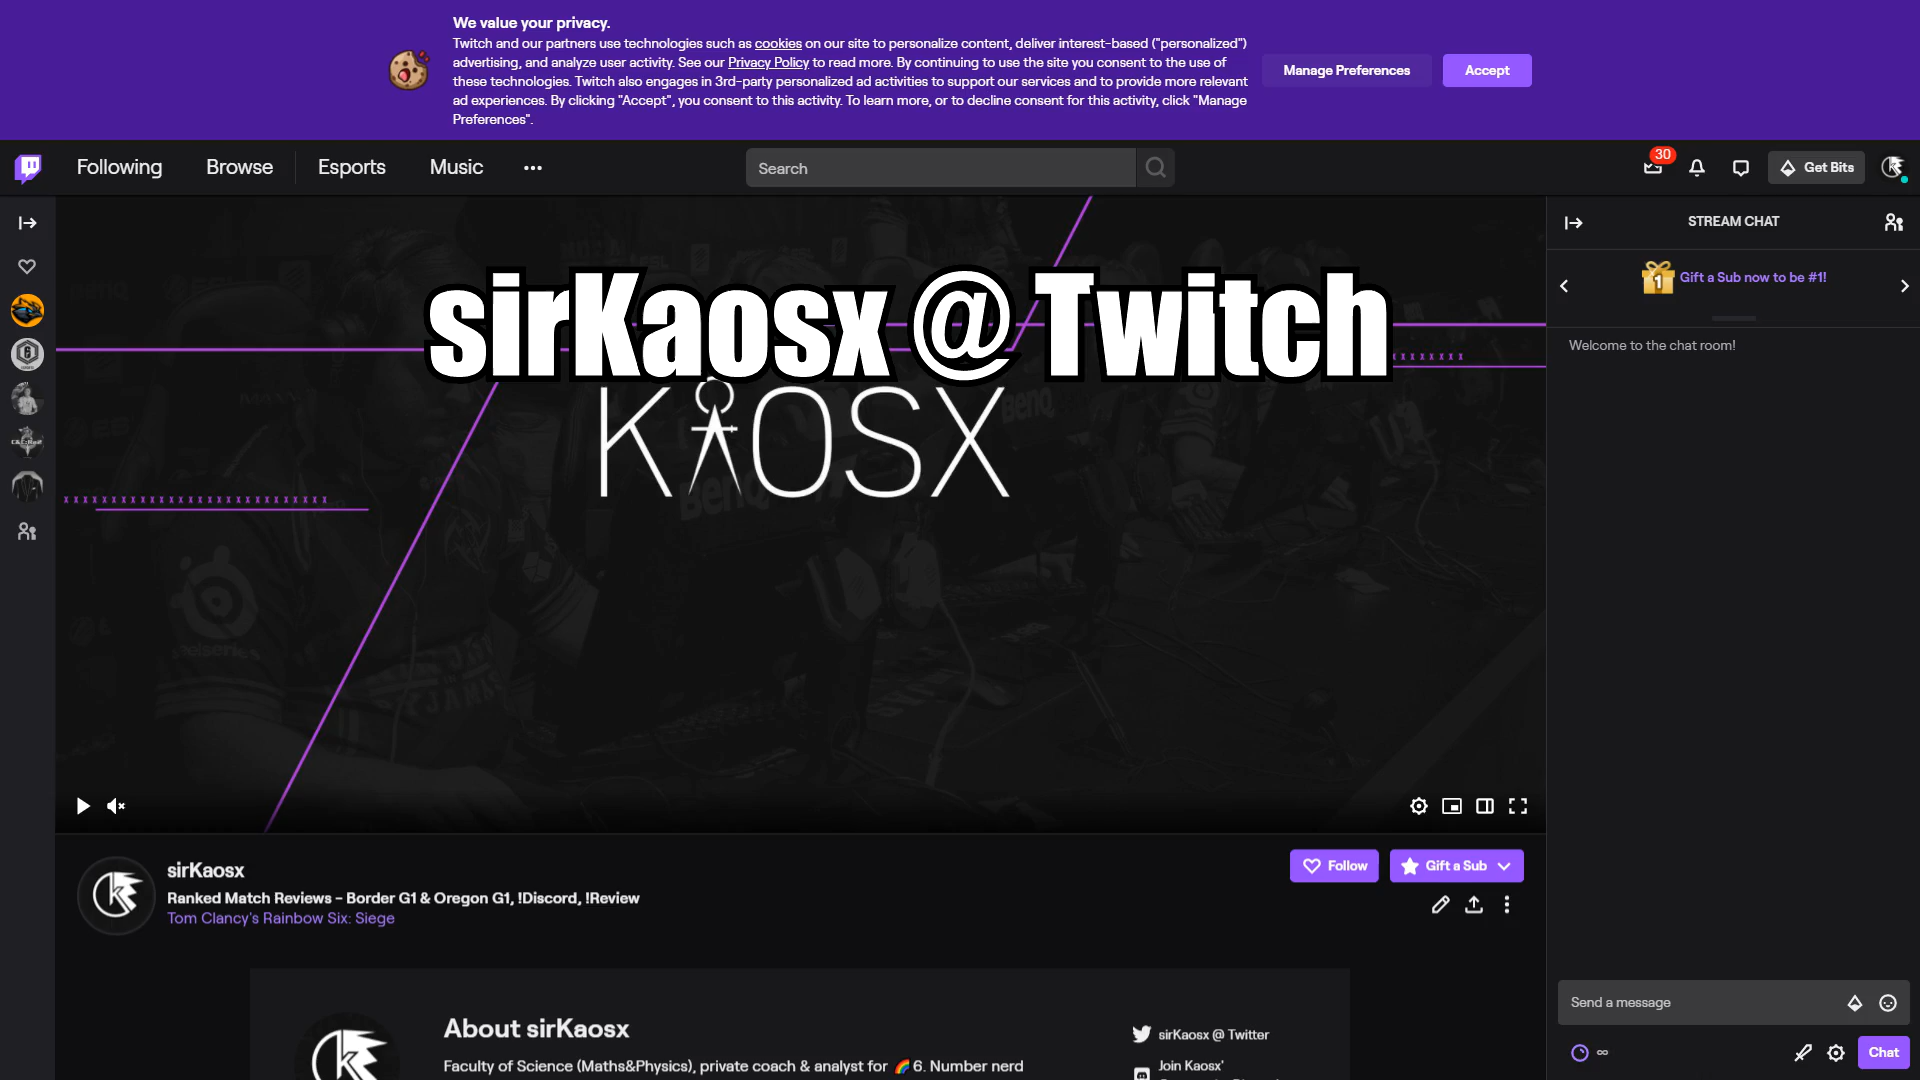 We value your privacy.
Twitch and our partners use technologies such as cookies on our site to personalize content, deliver interest-based ("personalized")
advertising, and analyze user activity. See our Privacy Policy to read more. By continuing to use the site you consent to the use of
these technologies. Twitch also engages in 3rd-party personalized ad activities to support our services and to provide more relevant
ad experiences. By clicking "Accept", you consent to this activity. To learn more, or to decline consent for this activity, click "Manage
Preferences".
Manage Preferences
Accept
Following
Browse
Esports
Music
Search
30
Get Bits
STREAM CHAT
1
Gift a Sub now to be #1!
Welcome to the chat room!
sirKaosx @ Twitch
KAOSX
BenQ
BenQ
sirKaosx
Ranked Match Reviews - Border G1 & Oregon G1, !Discord, !Review
Tom Clancy's Rainbow Six: Siege
Follow
Gift a Sub
About sirKaosx
Faculty of Science (Maths&Physics), private coach & analyst for 🌈 6. Number nerd
sirKaosx @ Twitter
Join Kaosx'
Send a message
∞
Chat